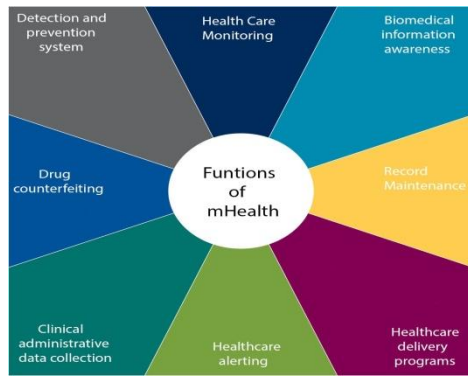 Detection and
prevention
system
Health Care
Monitoring
Biomedical
information
awareness
Drug
counterfeiting
Funtions
of
mHealth
Record
Maintenance
Clinical
administrative
data collection
Healthcare
alerting
Healthcare
delivery
programs